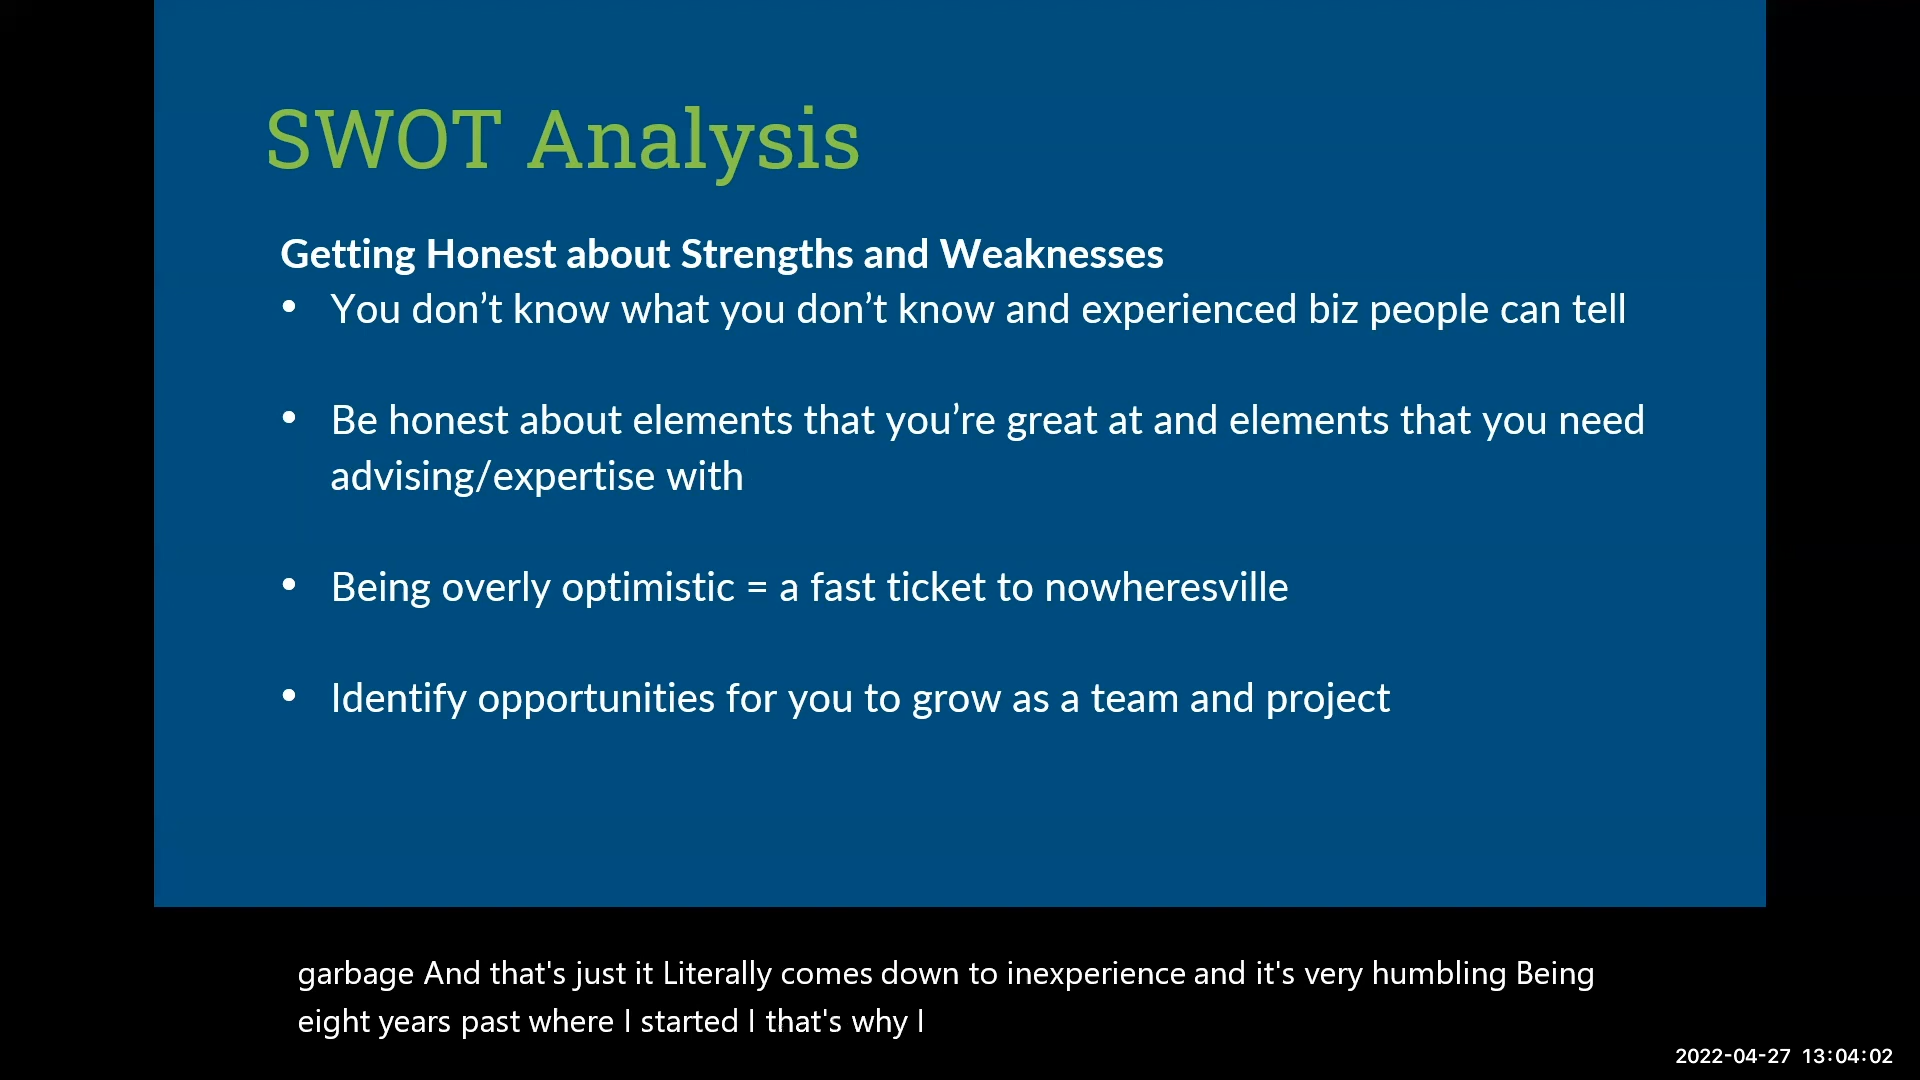 SWOT Analysis
Getting Honest about Strengths and Weaknesses
• You don’t know what you don’t know and experienced biz people can tell
• Be honest about elements that you’re great at and elements that you need
advising/expertise with
• Being overly optimistic = a fast ticket to nowheresville
• Identify opportunities for you to grow as a team and project
garbage And that's just it Literally comes down to inexperience and it's very humbling Being
eight years past where I started I that's why I
2022-04-27 13:04:02